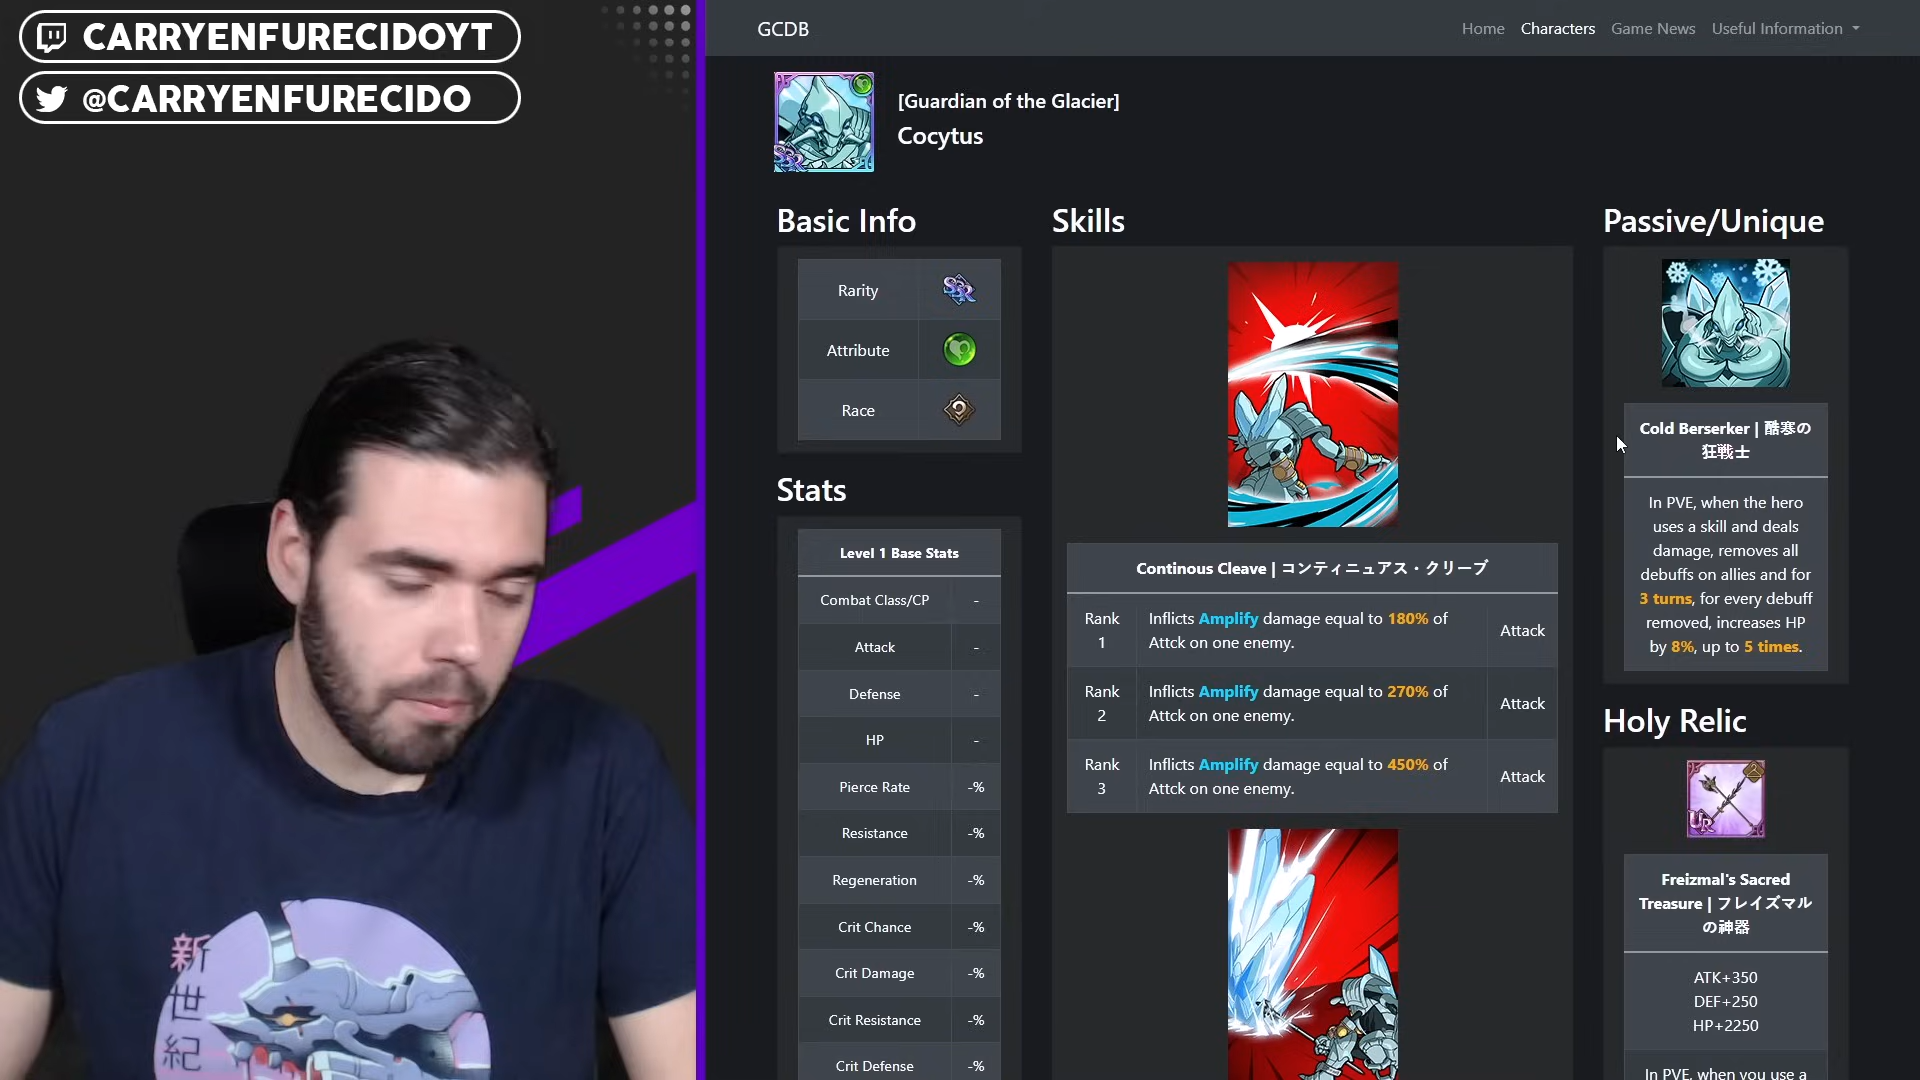 CARRYENFURECIDOYT
@CARRYENFURECIDO
新
世
紀
GCDB
Home
Characters
Game News
Useful Information
[Guardian of the Glacier]
Cocytus
Basic Info
Rarity
SSR
Attribute
Race
Stats
Level 1 Base Stats
Combat Class/CP -
Attack -
Defense -
HP -
Pierce Rate -%
Resistance -%
Regeneration -%
Crit Chance -%
Crit Damage -%
Crit Resistance -%
Crit Defense -%
Skills
Continous Cleave | コンティニュアス・クリーブ
Rank 1
Inflicts Amplify damage equal to 180% of
Attck on one enemy.
Attack
Rank 2
Inflicts Amplify damage equal to 270% of
Attck on one enemy.
Attack
Rank 3
Inflicts Amplify damage equal to 450% of
Attck on one enemy.
Attack
Passive/Unique
Cold Berserker | 酷寒の
狂戦士
In PVE, when the hero
uses a skill and deals
damage, removes all
debuffs on allies and for
3 turns, for every debuff
removed, increases HP
by 8%, up to 5 times.
Holy Relic
UR
Freizmal's Sacred
Treasure | フレイズマル
の神器
ATK+350
DEF+250
HP+2250
In PVE, when you use a